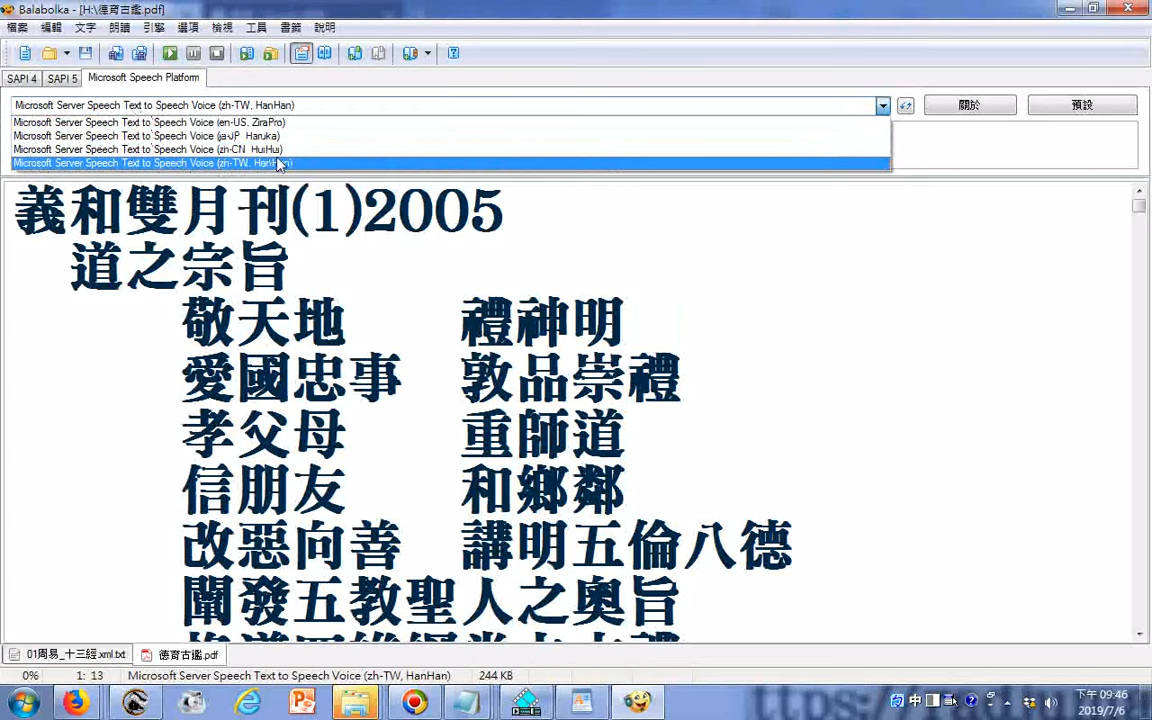 Balabolka - [H:\德育古鑑.pdf]
檔案 編輯 文字 朗讀 引擎 選項 檢視 工具 書籤 說明
SAPI 4 SAPI 5 Microsoft Speech Platform
Microsoft Server Speech Text to Speech Voice (zh-TW, HanHan)
關於 預設
Microsoft Server Speech Text to Speech Voice (en-US, ZiraPro)
Microsoft Server Speech Text to Speech Voice (ja-JP, Haruka)
Microsoft Server Speech Text to Speech Voice (zh-CN, HuiHui)
Microsoft Server Speech Text to Speech Voice (zh-TW, HanHan)
義和雙月刊(1)2005
道之宗旨
敬天地 禮神明
愛國忠事 敦品崇禮
孝父母 重師道
信朋友 和鄉鄰
改惡向善 講明五倫八德
闡發五教聖人之奧旨
01周易_十三經.xml.txt 德育古鑑.pdf
0% 1: 13 Microsoft Server Speech Text to Speech Voice (zh-TW, HanHan) 244 KB
中
下午 09:46
2019/7/6